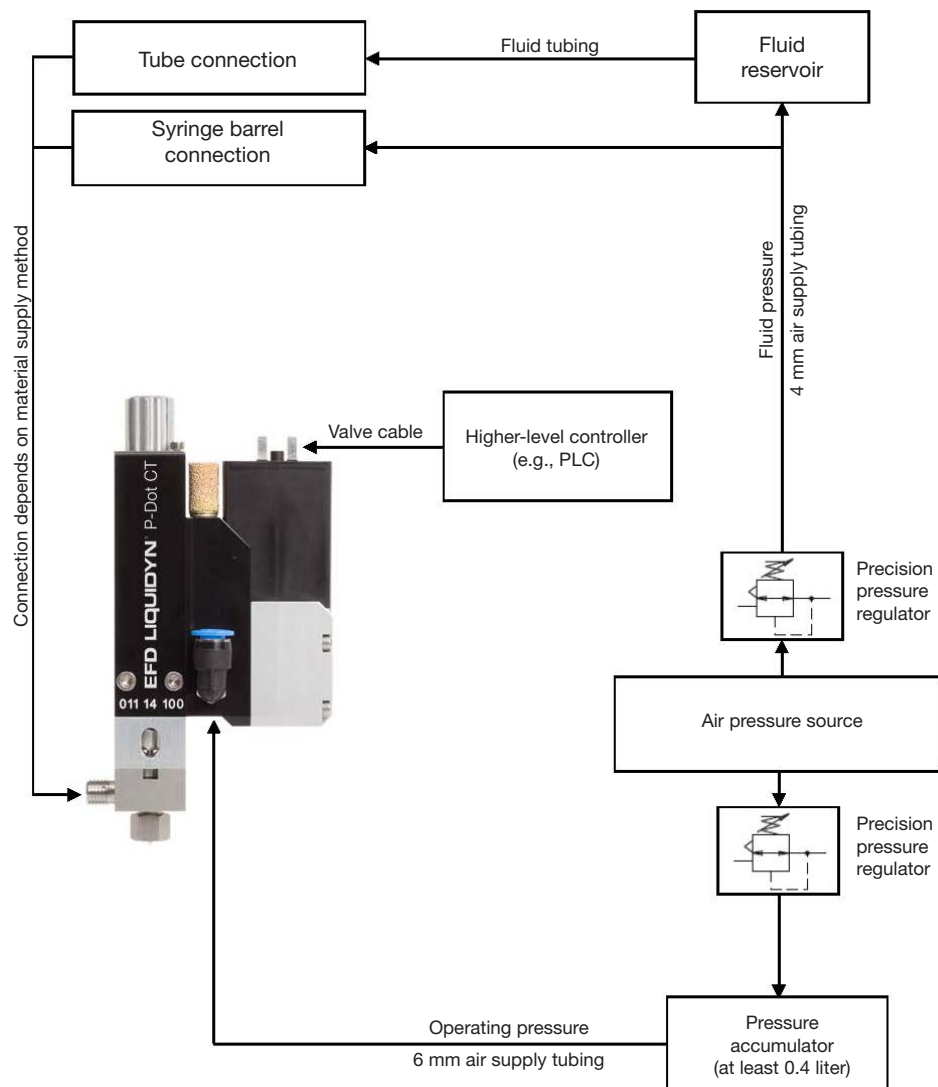 Tube connection
Fluid tubing
Fluid
reservoir
Syringe barrel
connection
Connection depends on material supply method
Fluid pressure
4 mm air supply tubing
Valve cable
Higher-level controller
(e.g., PLC)
EFD LIQUIDYN® P-Dot CT
011 14 100
Precision
pressure
regulator
Air pressure source
Precision
pressure
regulator
Operating pressure
6 mm air supply tubing
Pressure
accumulator
(at least 0.4 liter)